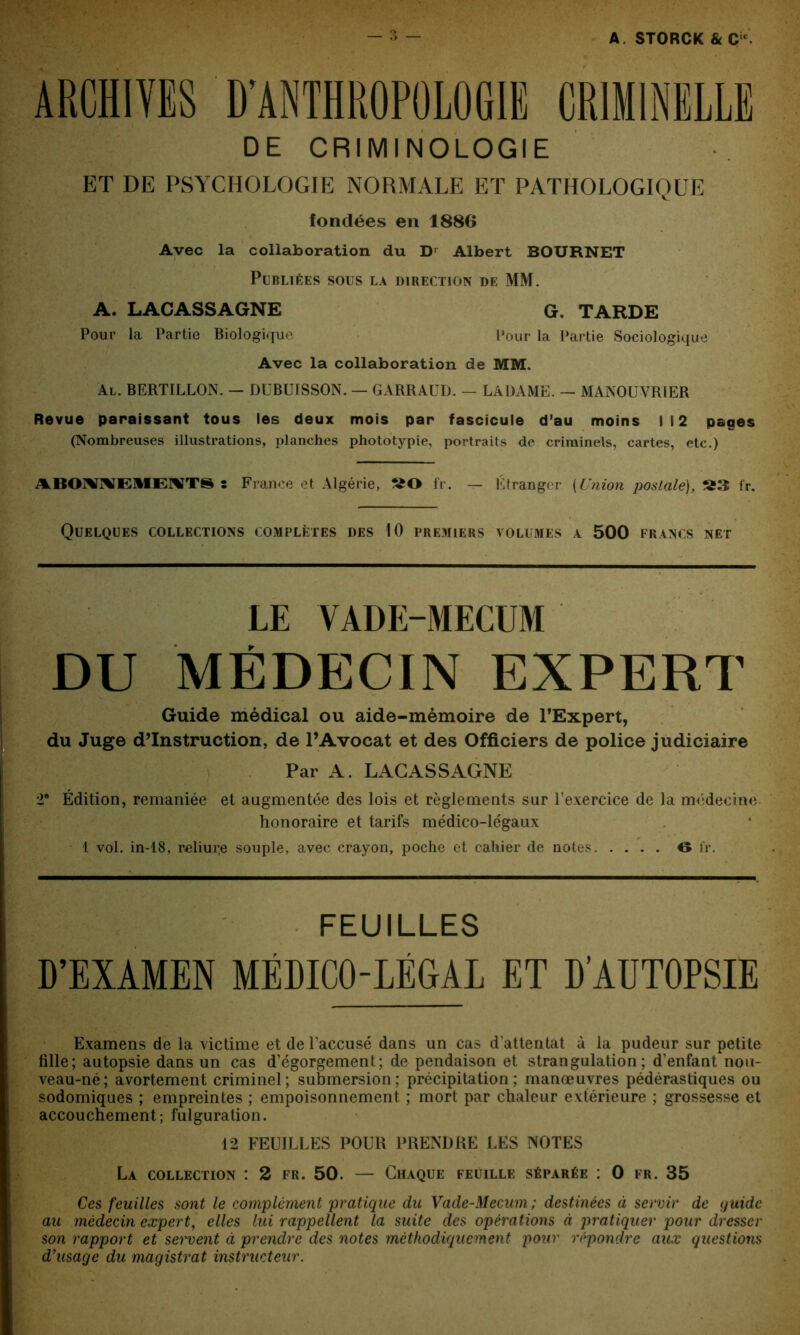 — 3 —
A. STORCK & Cie.
ARCHIVES D'ANTHROPOLOGIE CRIMINELLE
DE CRIMINOLOGIE
ET DE PSYCHOLOGIE NORMALE ET PATHOLOGIQUE
fondées en 1886
Avec la collaboration du Dr Albert BOURNET
PUBLIÉES SOUS LA DIRECTION DE MM.
A. LACASSAGNE G. TARDE
Pour la Partie Biologique Pour la Partie Sociologique
Avec la collaboration de MM.
AL. BERTILLON. — DUBUISSON. — GARRAUD. — LADAME. — MANOUVRIER
Revue paraissant tous les deux mois par fascicule d'au moins 112 pages
(Nombreuses illustrations, planches phototypie, portraits de criminels, cartes, etc.)
ABONNEMENTS : France et Algérie, 20 fr. — Étranger (Union postale), 23 fr.
QUELQUES COLLECTIONS COMPLÈTES DES 10 PREMIERS VOLUMES A 500 FRANCS NET
LE VADE-MECUM
DU MÉDECIN EXPERT
Guide médical ou aide-mémoire de l'Expert,
du Juge d'Instruction, de l'Avocat et des Officiers de police judiciaire
Par A. LACASSAGNE
2e Édition, remaniée et augmentée des lois et règlements sur l'exercice de la médecine
honoraire et tarifs médico-légaux
1 vol. in-18, reliure souple, avec crayon, poche et cahier de notes. . . . . 6 fr.
FEUILLES
D'EXAMEN MÉDICO-LÉGAL ET D'AUTOPSIE
Examens de la victime et de l'accusé dans un cas d'attentat à la pudeur sur petite
fille; autopsie dans un cas d'égorgement; de pendaison et strangulation; d'enfant nou-
veau-né; avortement criminel; submersion; précipitation; manœuvres pédérastiques ou
sodomiques ; empreintes ; empoisonnement ; mort par chaleur extérieure ; grossesse et
accouchement; fulguration.
12 FEUILLES POUR PRENDRE LES NOTES
LA COLLECTION : 2 FR. 50. — CHAQUE FEUILLE SÉPARÉE : 0 FR. 35
Ces feuilles sont le complément pratique du Vade-Mecum; destinées à servir de guide
au médecin expert, elles lui rappellent la suite des opérations à pratiquer pour dresser
son rapport et servent à prendre des notes méthodiquement pour répondre aux questions
d'usage du magistrat instructeur.